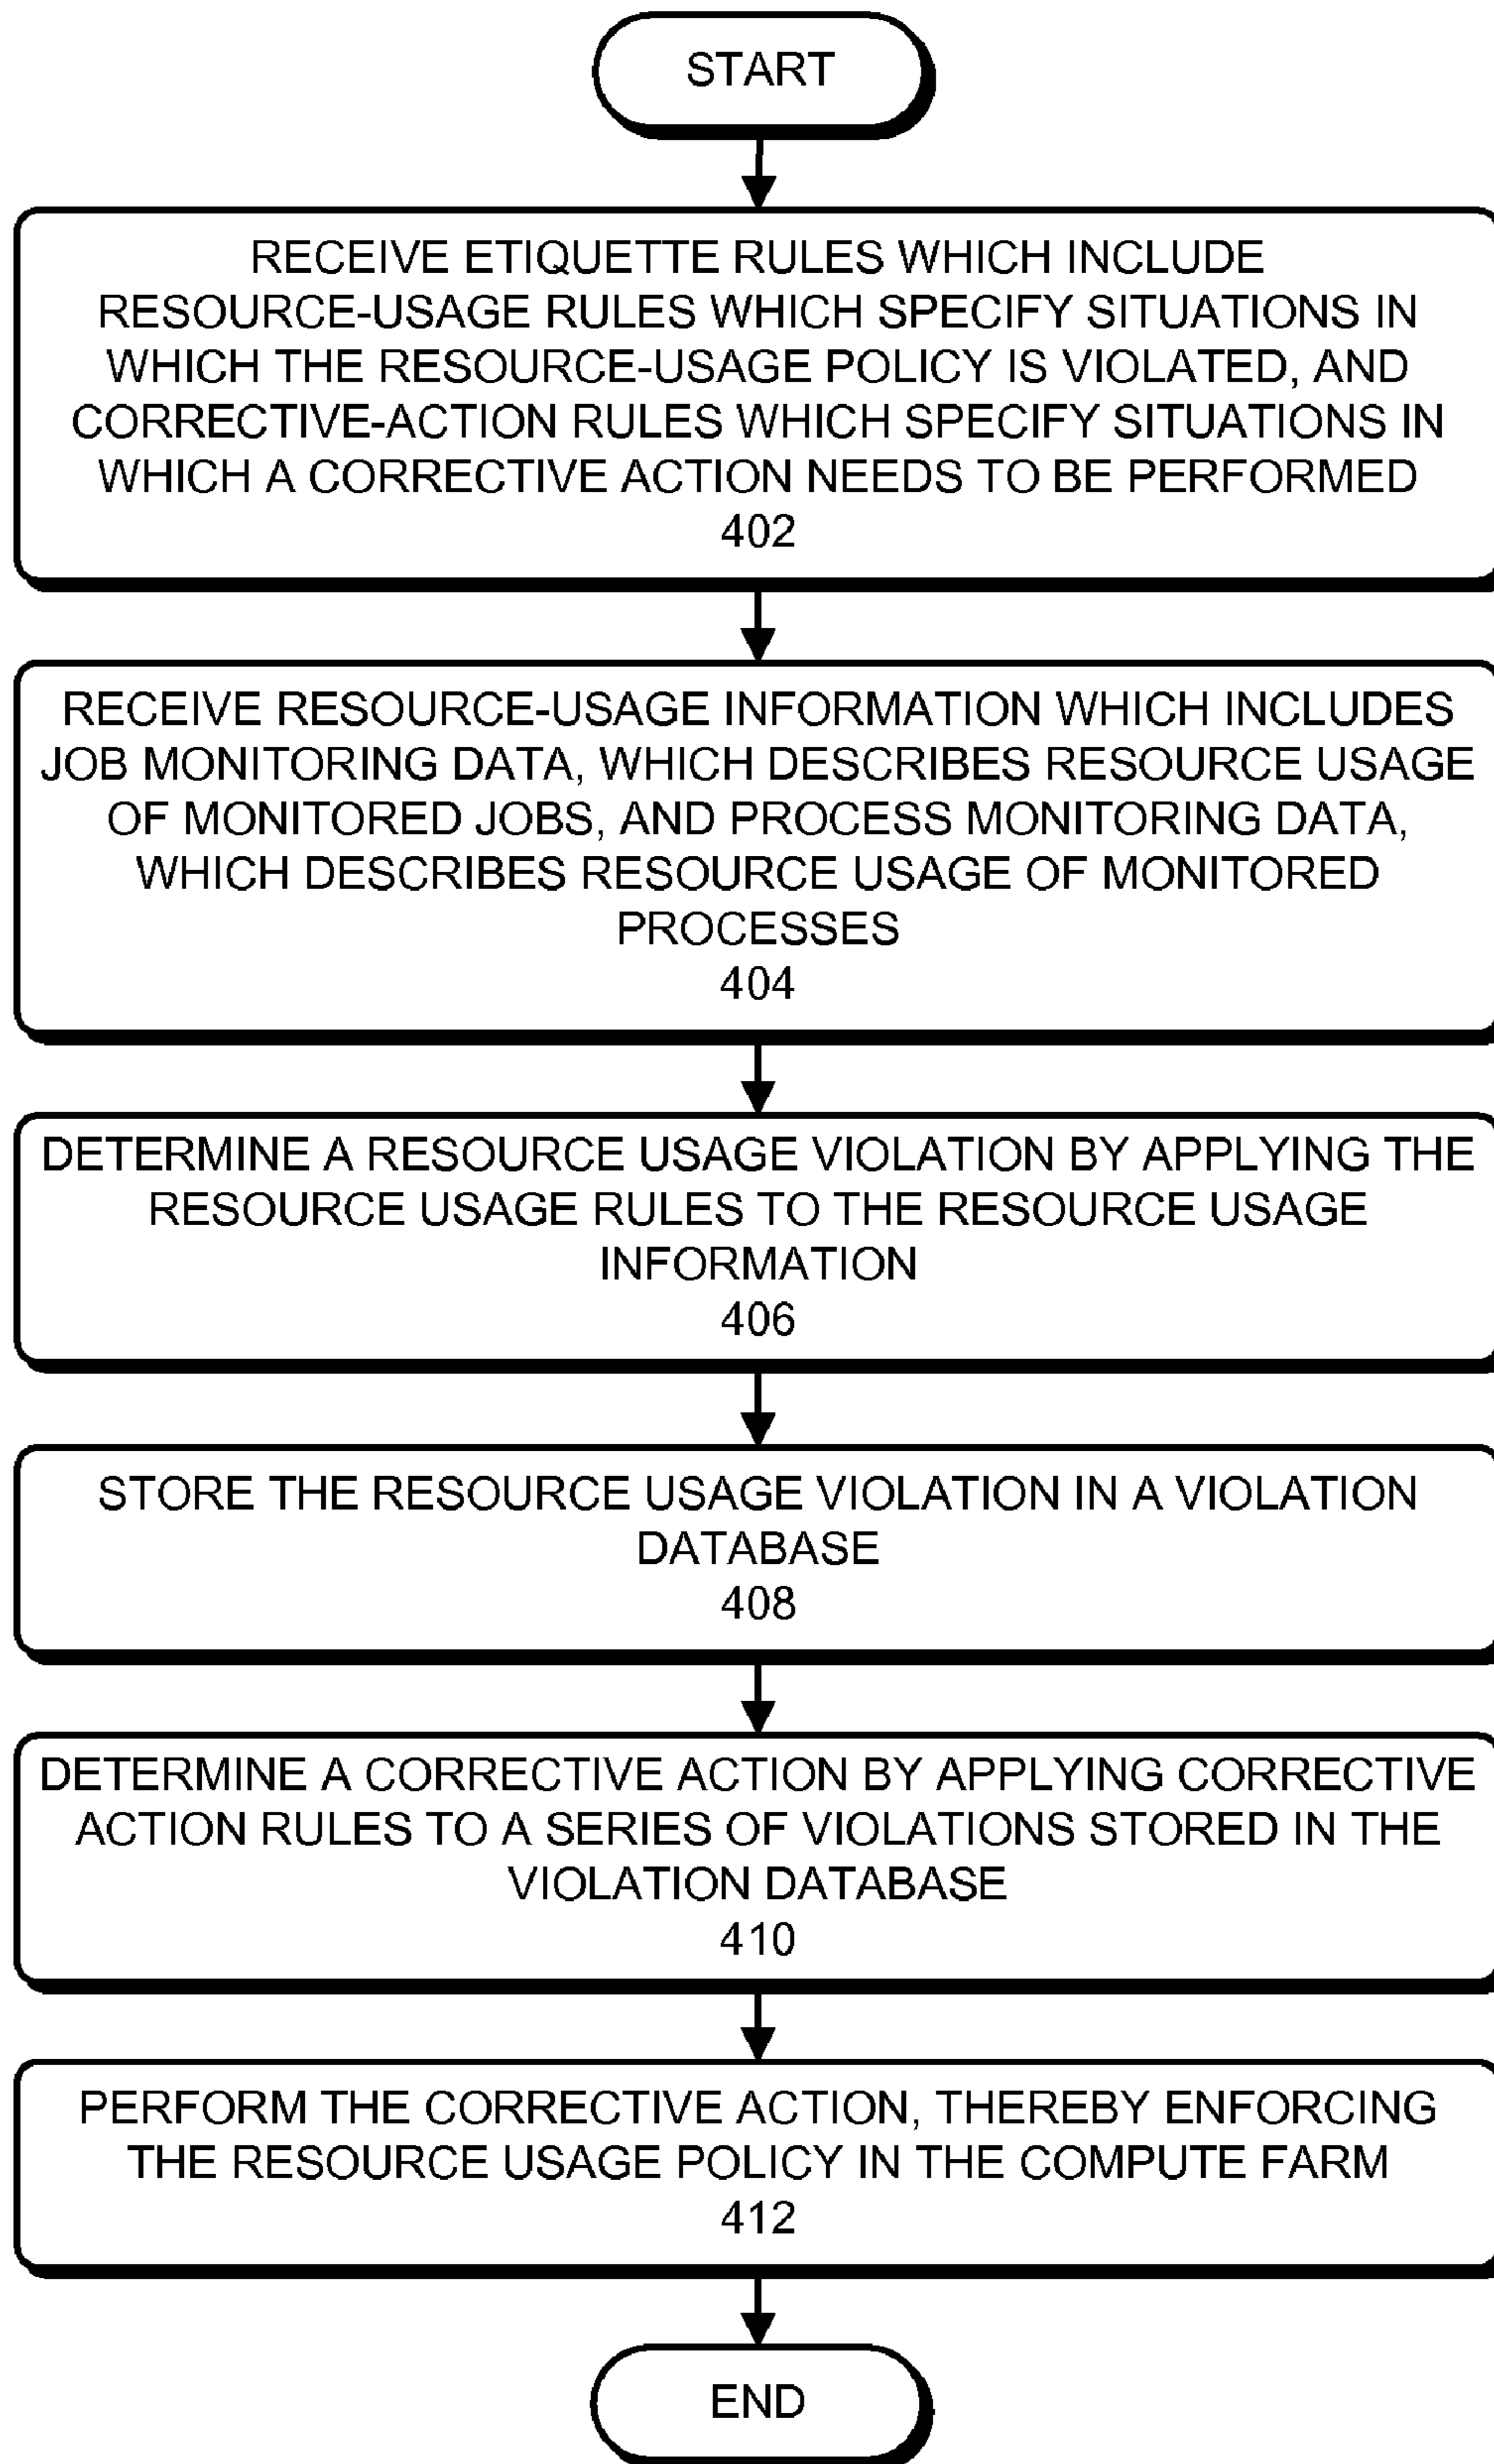 START
RECEIVE ETIQUETTE RULES WHICH INCLUDE
RESOURCE-USAGE RULES WHICH SPECIFY SITUATIONS IN
WHICH THE RESOURCE-USAGE POLICY IS VIOLATED, AND
CORRECTIVE-ACTION RULES WHICH SPECIFY SITUATIONS IN
WHICH A CORRECTIVE ACTION NEEDS TO BE PERFORMED
402
RECEIVE RESOURCE-USAGE INFORMATION WHICH INCLUDES
JOB MONITORING DATA, WHICH DESCRIBES RESOURCE USAGE
OF MONITORED JOBS, AND PROCESS MONITORING DATA,
WHICH DESCRIBES RESOURCE USAGE OF MONITORED
PROCESSES
404
DETERMINE A RESOURCE USAGE VIOLATION BY APPLYING THE
RESOURCE USAGE RULES TO THE RESOURCE USAGE
INFORMATION
406
STORE THE RESOURCE USAGE VIOLATION IN A VIOLATION
DATABASE
408
DETERMINE A CORRECTIVE ACTION BY APPLYING CORRECTIVE
ACTION RULES TO A SERIES OF VIOLATIONS STORED IN THE
VIOLATION DATABASE
410
PERFORM THE CORRECTIVE ACTION, THEREBY ENFORCING
THE RESOURCE USAGE POLICY IN THE COMPUTE FARM
412
END